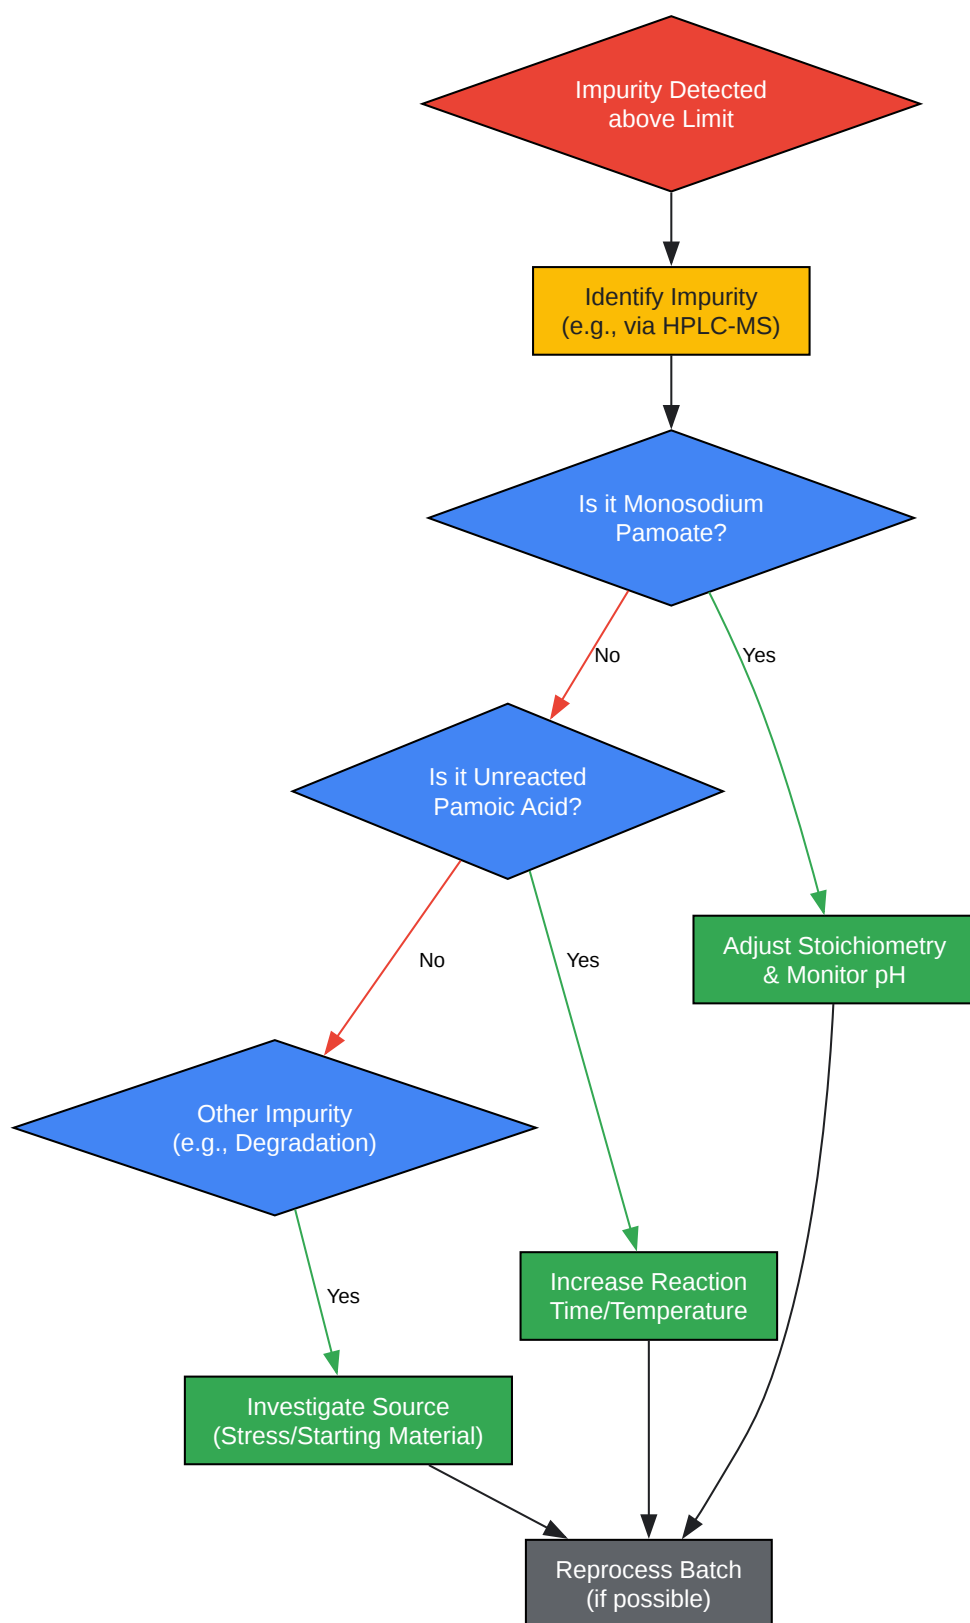 Impurity Detected
above Limit
Identify Impurity
(e.g., via HPLC-MS)
Is it Monosodium
Pamoate?
No
Yes
Is it Unreacted
Pamoic Acid?
Adjust Stoichiometry
& Monitor pH
No
Yes
Other Impurity
(e.g., Degradation)
Increase Reaction
Time/Temperature
Yes
Investigate Source
(Stress/Starting Material)
Reprocess Batch
(if possible)